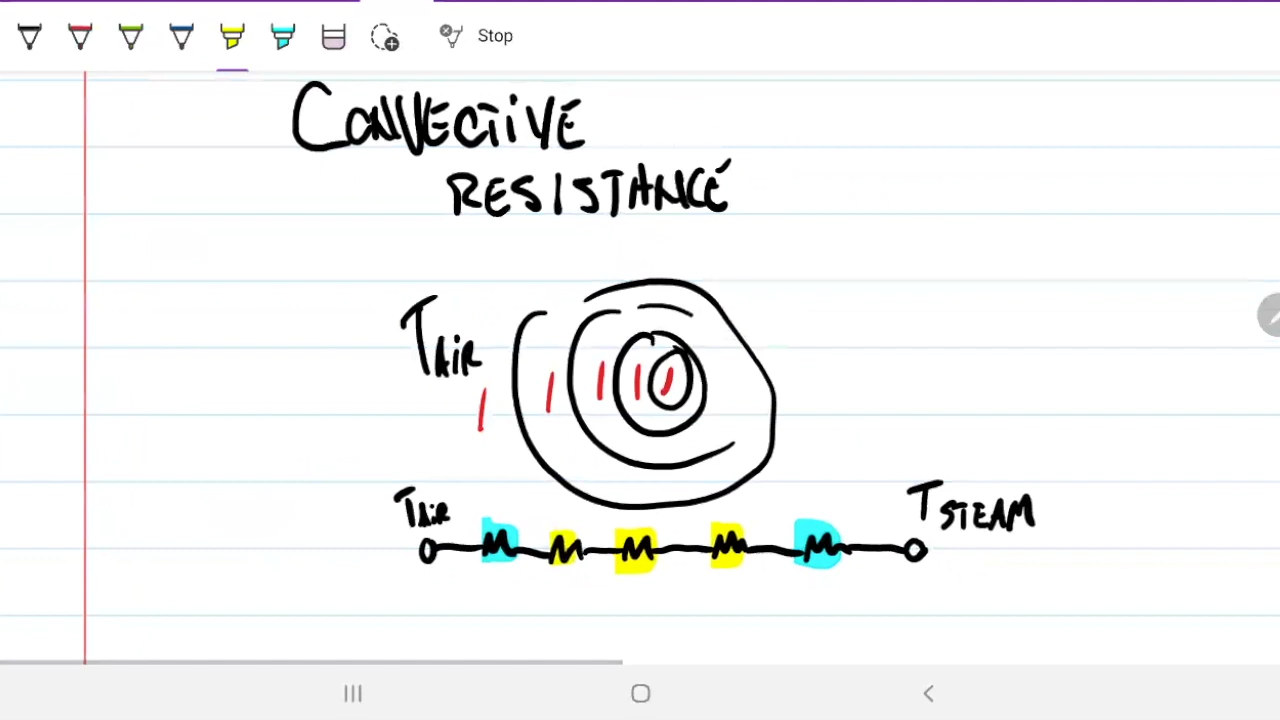 Stop
CONVECTIVE
RESISTANCE
TAIR
TAIR
TSTEAM